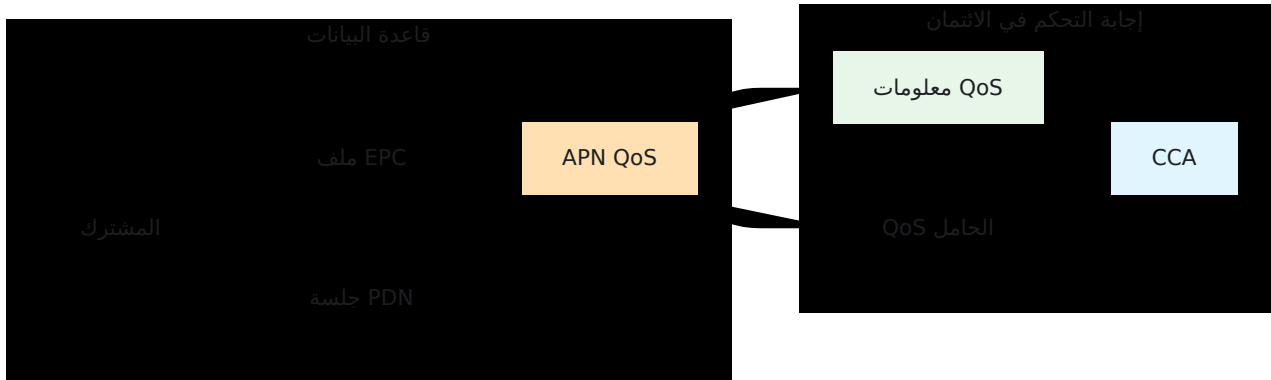 قاعدة البيانات
ملف EPC
APN QoS
المشترك
جلسة PDN
إجابة التحكم في الائتمان
معلومات QoS
CCA
QoS الحامل